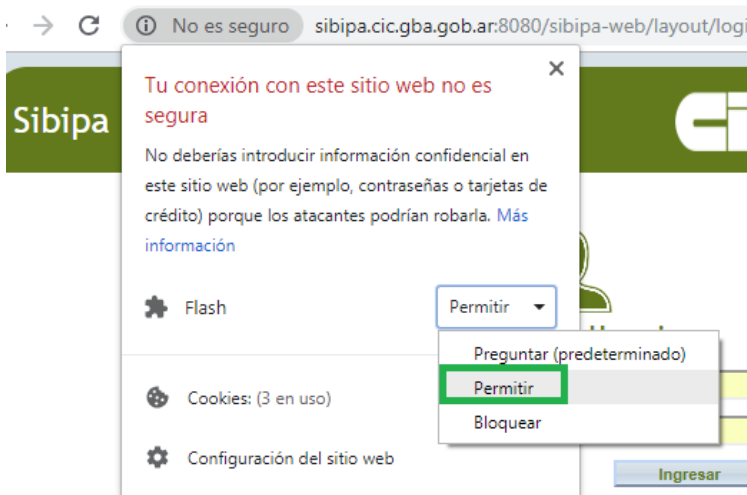 No es seguro sibipa.cic.gba.gob.ar:8080/sibipa-web/layout/logi
Sibipa
Tu conexión con este sitio web no es
segura
No deberías introducir información confidencial en
este sitio web (por ejemplo, contraseñas o tarjetas de
crédito) porque los atacantes podrían robarla. Más
información
Flash
Permitir
Preguntar (predeterminado)
Permitir
Bloquear
Cookies: (3 en uso)
Configuración del sitio web
Ingresar